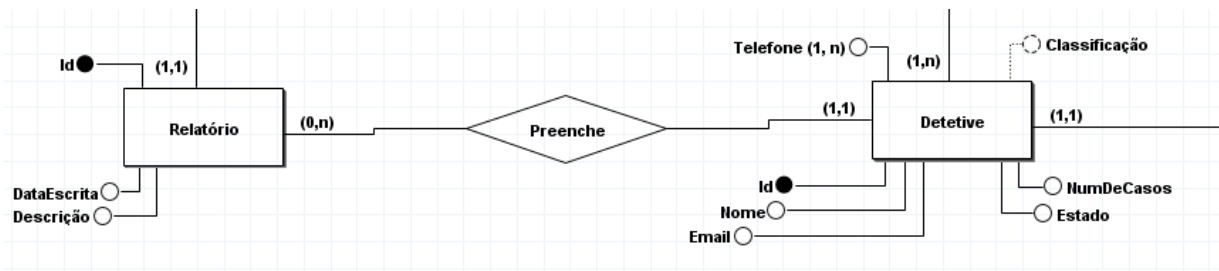 Telefone (1, n)
Classificação
Id
(1,1)
(1,n)
Relatório
(0,n)
Preenche
(1,1)
Detetive
(1,1)
DataEscrita
Descrição
Id
Nome
Email
NumDeCasos
Estado